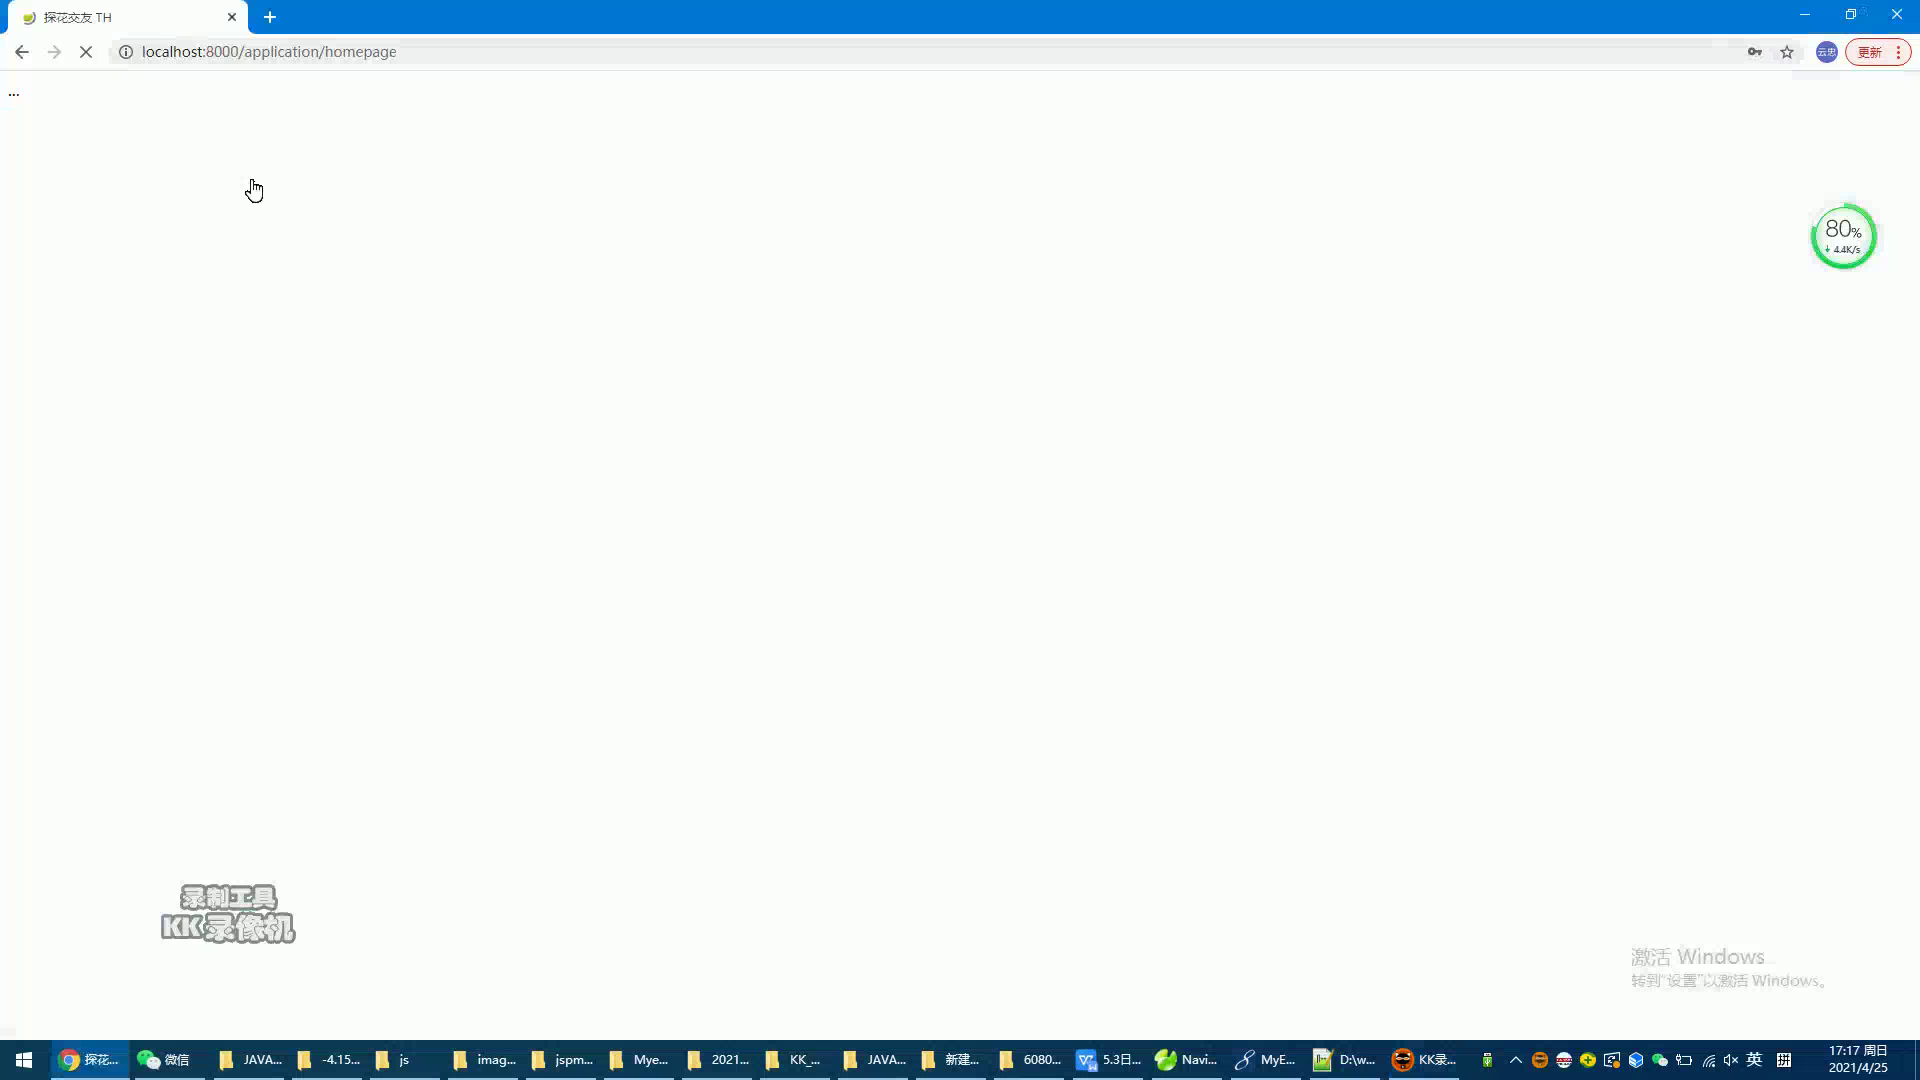 探花交友 TH
localhost:8000/application/homepage
更新
...
80%
4.4K/s
录制工具
KK录像机
激活 Windows
转到"设置"以激活 Windows。
探花...
微信
JAVA...
-4.15...
js
imag...
jspm...
Mye...
2021...
KK_...
JAVA...
新建...
6080...
5.3日...
Navi...
MyE...
D:\w...
KK录...
英
17:17 周日
2021/4/25